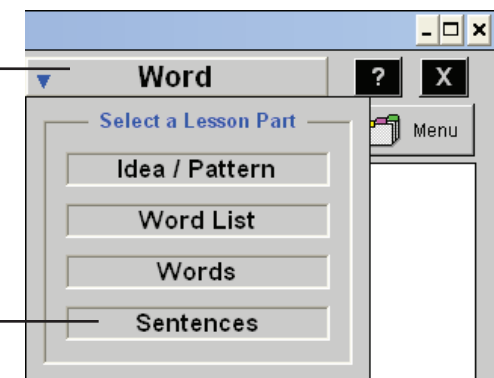 Word ? X
Select a Lesson Part
Menu
Idea / Pattern
Word List
Words
Sentences